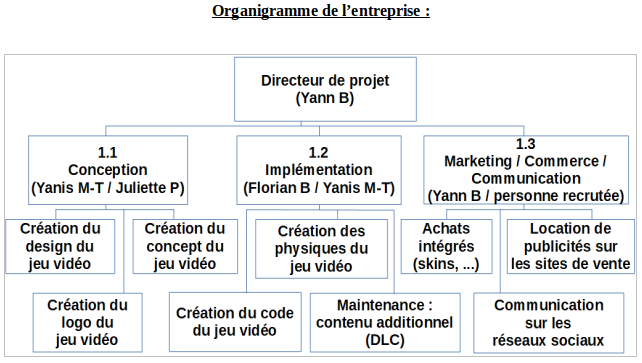 Organigramme de l'entreprise :
Directeur de projet
(Yann B)
1.1
Conception
(Yanis M-T / Juliette P)
1.2
Implémentation
(Florian B / Yanis M-T)
1.3
Marketing / Commerce /
Communication
(Yann B / personne recrutée)
Création du
design du
jeu vidéo
Création du
concept du
jeu vidéo
Création des
physiques du
jeu vidéo
Achats
intégrés
(skins, ...)
Location de
publicités sur
les sites de vente
Création du
logo du
jeu vidéo
Création du code
du jeu vidéo
Maintenance :
contenu additionnel
(DLC)
Communication
sur les
réseaux sociaux